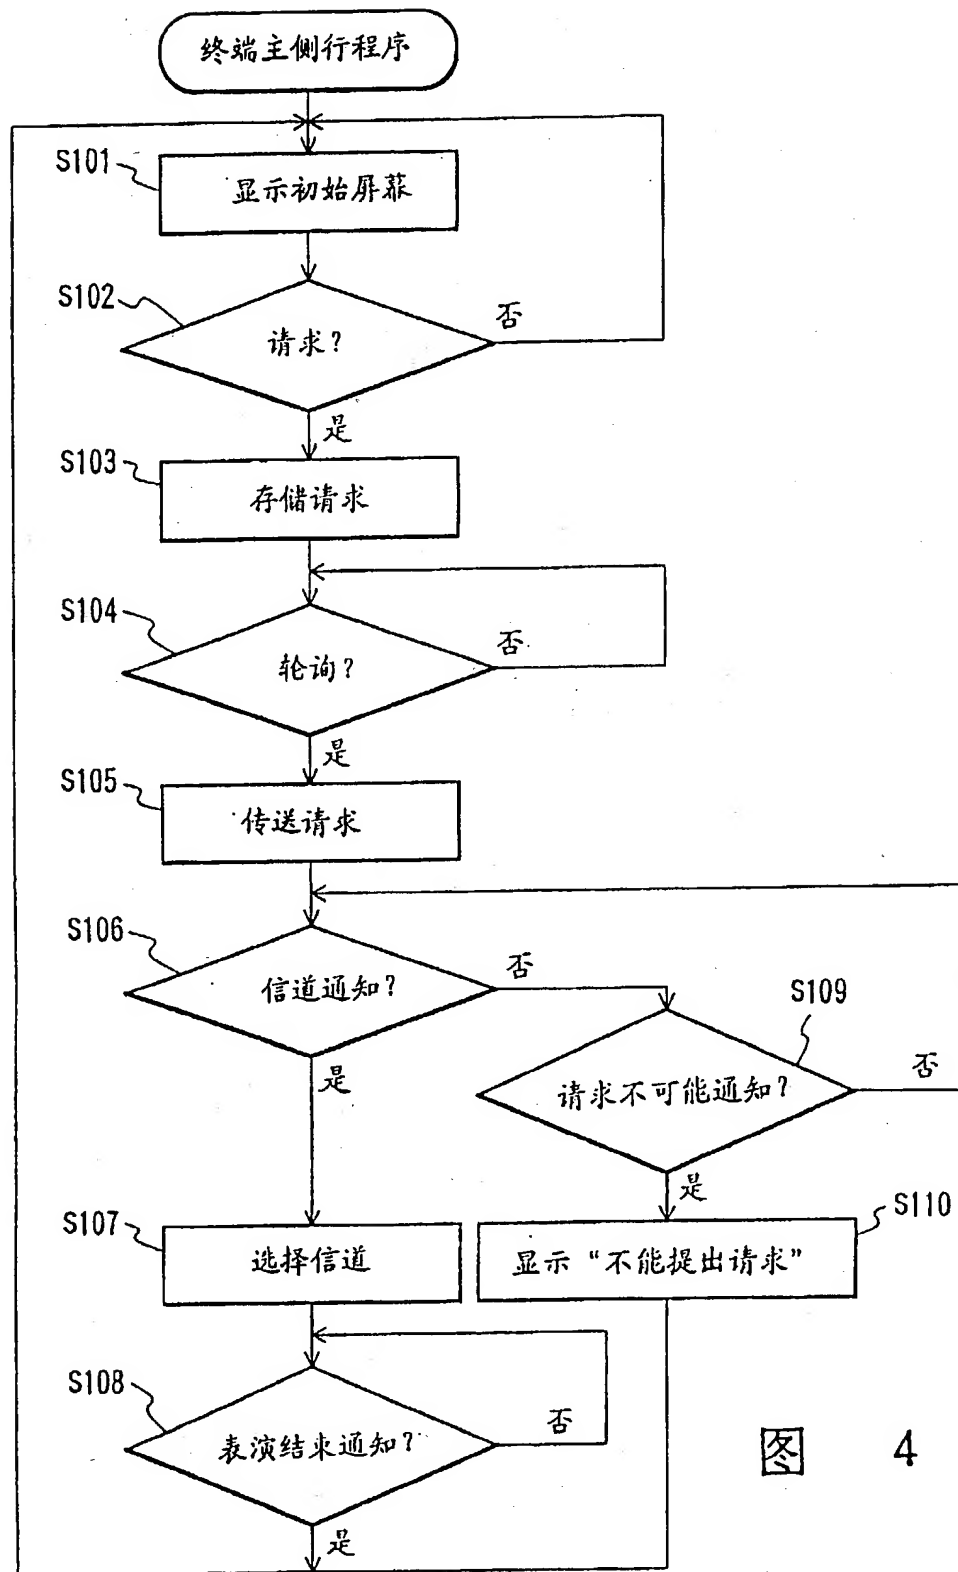 终端主侧行程序
S101
显示初始屏幕
S102
请求?
否
是
S103
存储请求
S104
轮询?
否
是
S105
传送请求
S106
信道通知?
否
是
S109
请求不可能通知?
否
是
S107
选择信道
S110
显示“不能提出请求”
S108
表演结束通知?
否
是
图 4